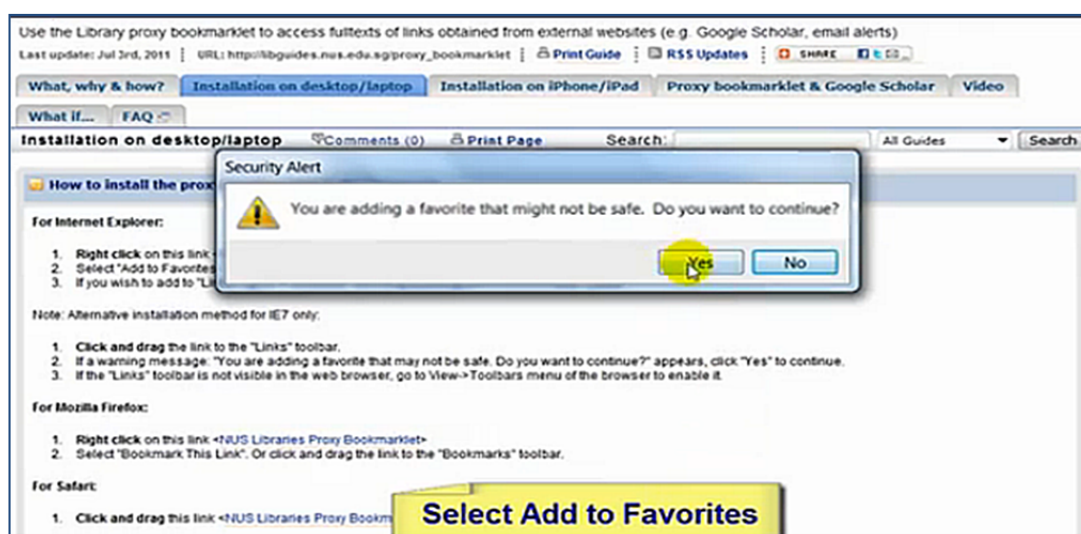 Use the Library proxy bookmarklet to access fulltexts of links obtained from external websites (e.g. Google Scholar, email alerts)
Last update: Jul 3rd, 2011 URL: http://libguides.nus.edu.sg/proxy_bookmarklet Print Guide RSS Updates SHARE
What, why & how? Installation on desktop/laptop Installation on iPhone/iPad Proxy bookmarklet & Google Scholar Video
What if... FAQ
Installation on desktop/laptop Comments (0) Print Page Search: All Guides Search
Security Alert
How to install the prox
You are adding a favorite that might not be safe. Do you want to continue?
For Internet Explorer:
1. Right click on this link
Yes No
2. Select "Add to Favorites
3. If you wish to add to "Li
Note: Alternative installation method for IE7 only:
1. Click and drag the link to the "Links" toolbar.
2. If a warning message: "You are adding a favorite that may not be safe. Do you want to continue?" appears, click "Yes" to continue.
3. If the "Links" toolbar is not visible in the web browser, go to View->Toolbars menu of the browser to enable it.
For Mozilla Firefox:
1. Right click on this link <NUS Libraries Proxy Bookmarklet>
2. Select "Bookmark This Link". Or click and drag the link to the "Bookmarks" toolbar.
For Safari:
1. Click and drag this link <NUS Libraries Proxy Bookm
Select Add to Favorites